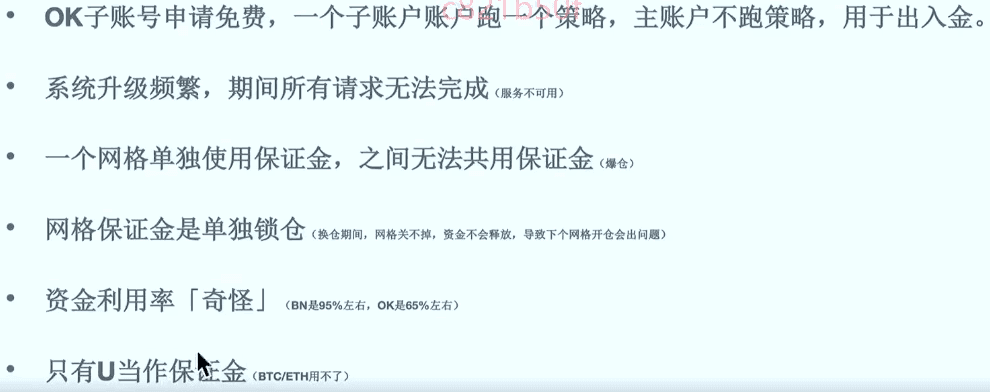 • OK子账号申请免费，一个子账户账户跑一个策略，主账户不跑策略，用于出入金。
• 系统升级频繁，期间所有请求无法完成（服务不可用）
• 一个网格单独使用保证金，之间无法共用保证金（爆仓）
• 网格保证金是单独锁仓（换仓期间，网格关不掉，资金不会释放，导致下个网格开仓会出问题）
• 资金利用率「奇怪」（BN是95%左右，OK是65%左右）
• 只有U当作保证金（BTC/ETH用不了）